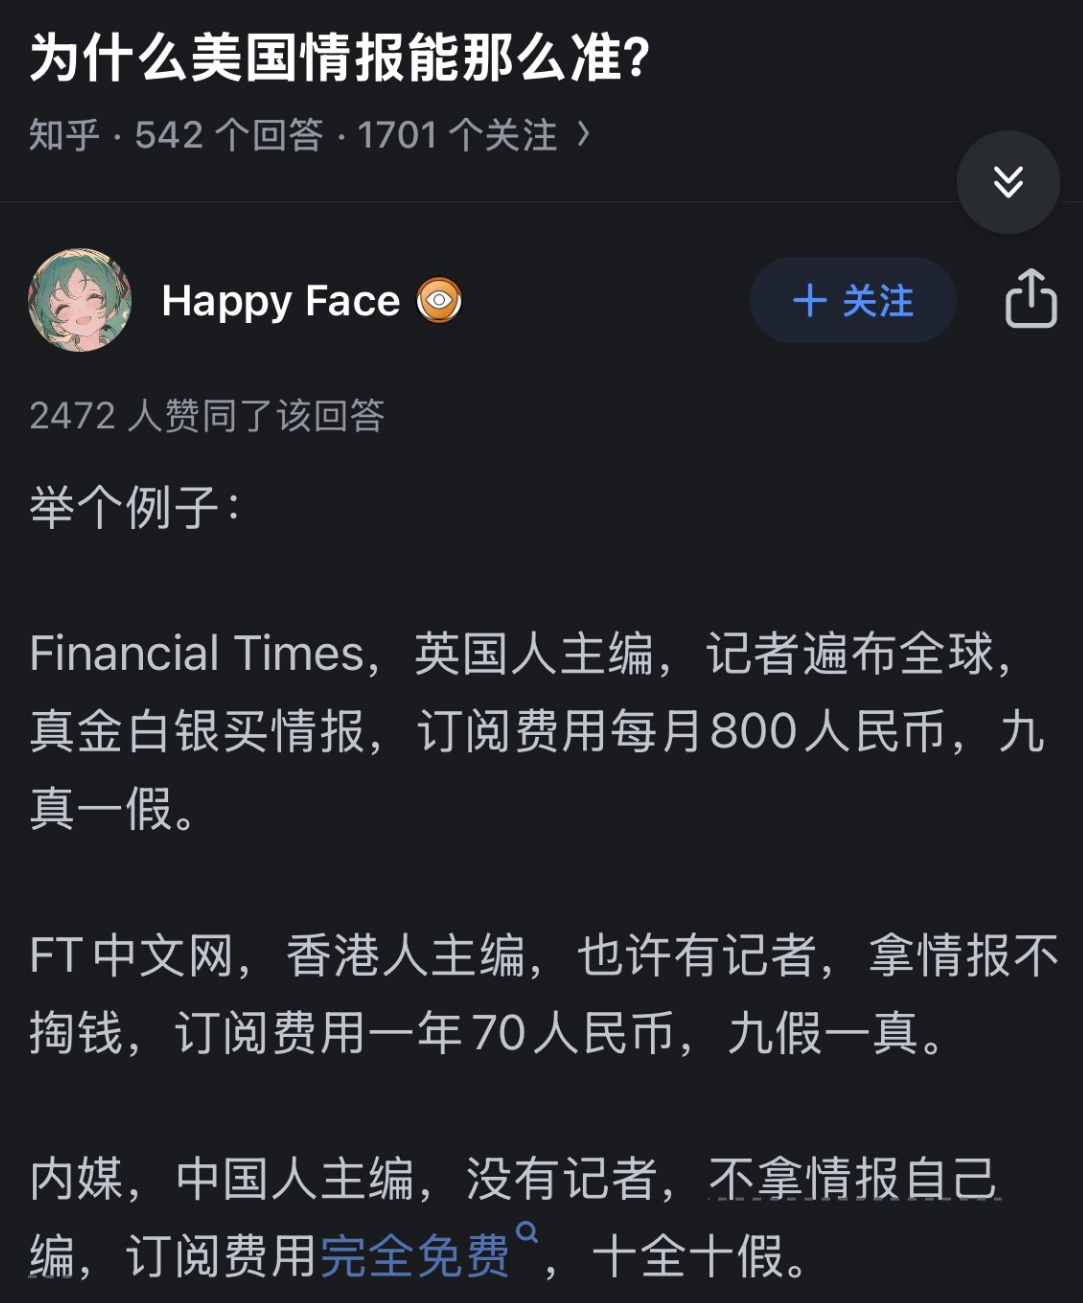 为什么美国情报能那么准?
知乎 · 542 个回答 · 1701 个关注 >
Happy Face
+ 关注
2472 人赞同了该回答
举个例子：
Financial Times，英国人主编，记者遍布全球，
真金白银买情报，订阅费用每月800人民币，九
真一假。
FT中文网，香港人主编，也许有记者，拿情报不
掏钱，订阅费用一年70人民币，九假一真。
内媒，中国人主编，没有记者，不拿情报自己
编，订阅费用完全免费，十全十假。